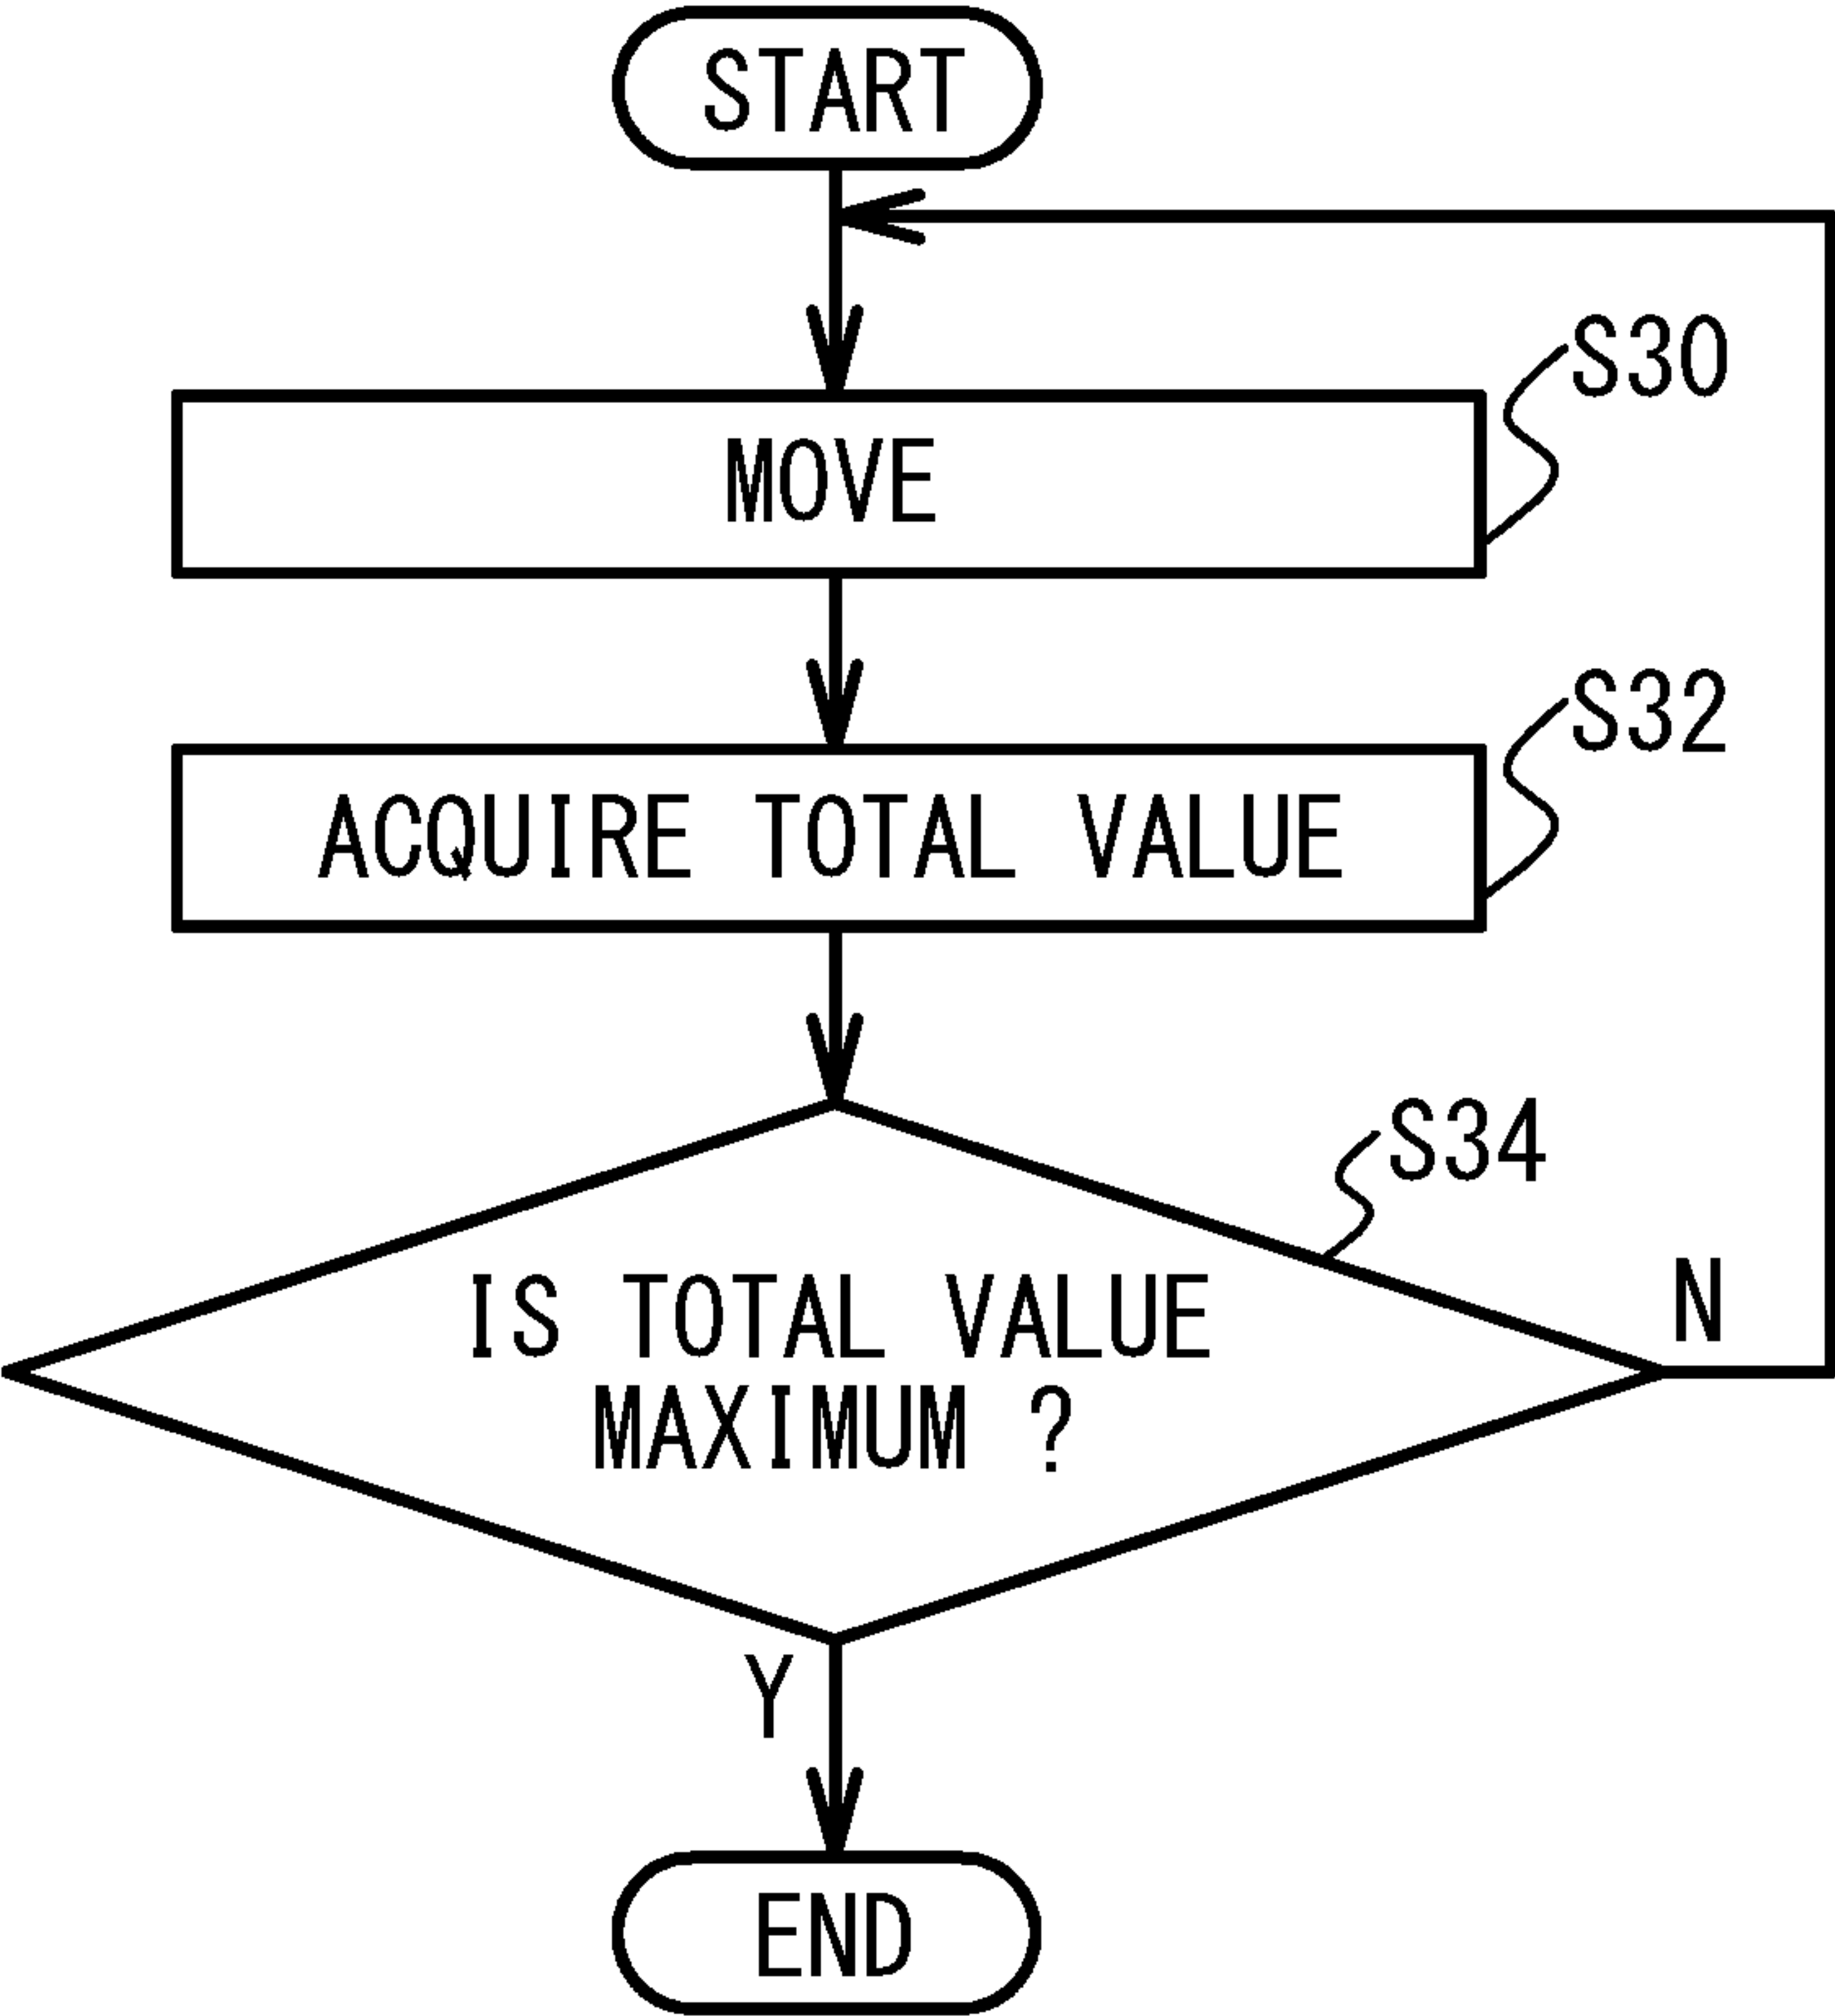 START
S30
MOVE
S32
ACQUIRE TOTAL VALUE
S34
IS TOTAL VALUE
MAXIMUM ?
N
Y
END